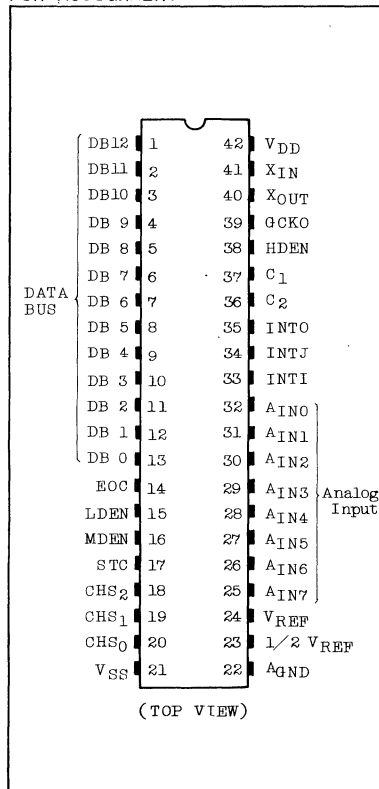 DB12 1 42 VDD
DB11 2 41 XIN
DB10 3 40 XOUT
DB 9 4 39 GCKO
DB 8 5 38 HDEN
DB 7 6 37 C1
DB 6 7 36 C2
DB 5 8 35 INTO
DB 4 9 34 INTJ
DB 3 10 33 INTI
DB 2 11 32 AIN0
DB 1 12 31 AIN1
DB 0 13 30 AIN2
EOC 14 29 AIN3
LDEN 15 28 AIN4
MDEN 16 27 AIN5
STC 17 26 AIN6
CHS2 18 25 AIN7
CHS1 19 24 VREF
CHS0 20 23 1/2 VREF
VSS 21 22 AGND
DATA
BUS
Analog
Input
(TOP VIEW)